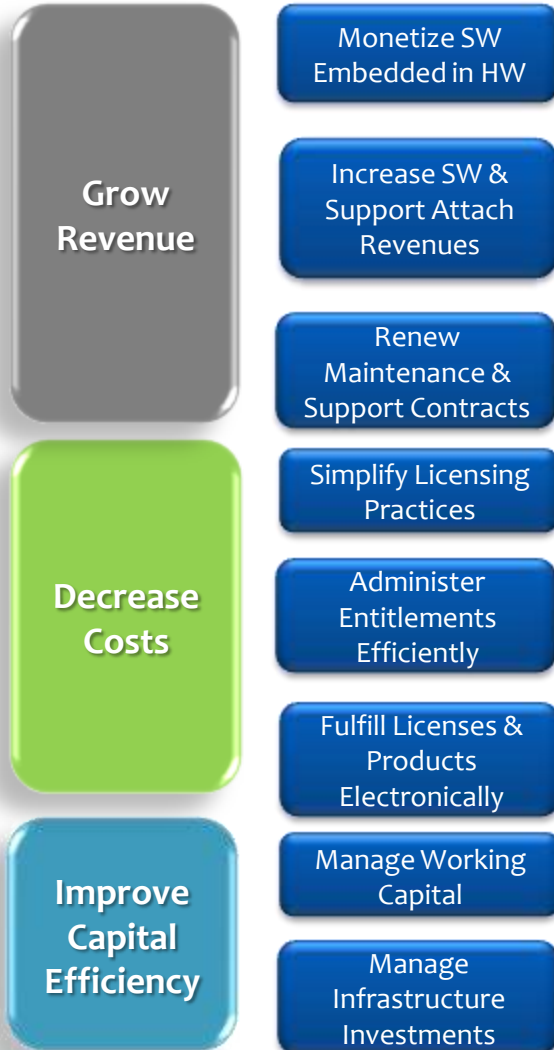 Grow
Revenue
Monetize SW
Embedded in HW
Increase SW &
Support Attach
Revenues
Renew
Maintenance &
Support Contracts
Decrease
Costs
Simplify Licensing
Practices
Administer
Entitlements
Efficiently
Fulfill Licenses &
Products
Electronically
Improve
Capital
Efficiency
Manage Working
Capital
Manage
Infrastructure
Investments